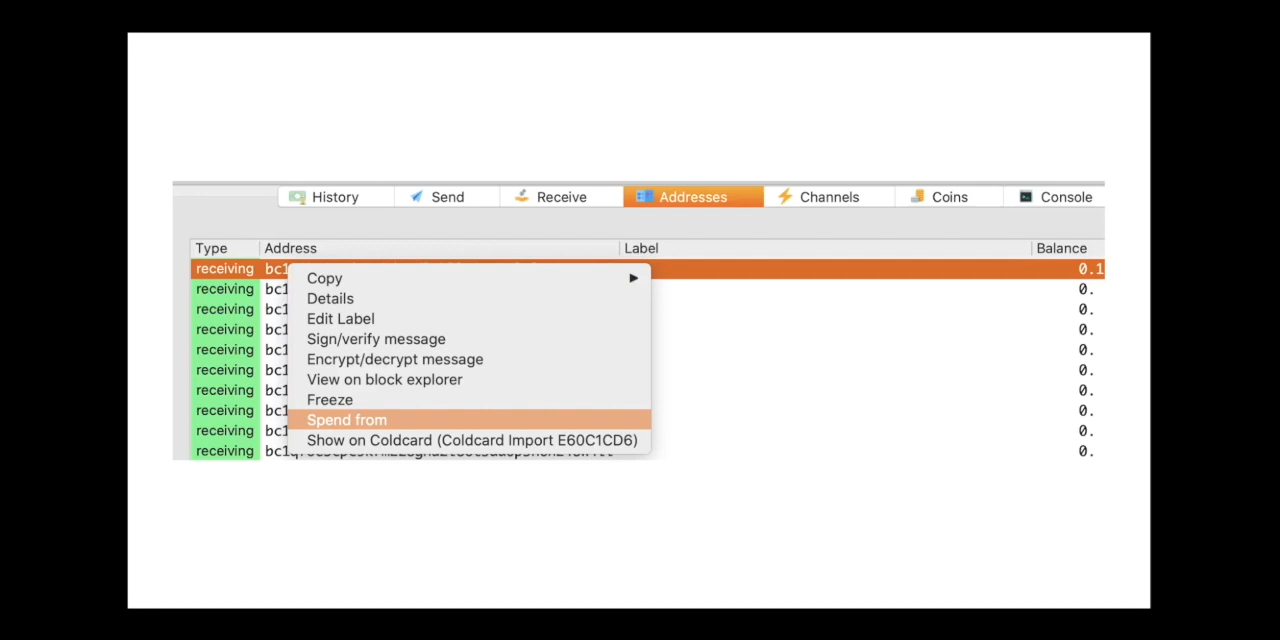 History Send Receive Addresses Channels Coins Console
Type Address Label Balance
receiving bc1 0.1
receiving bc1 0.
receiving bc1 0.
receiving bc1 0.
receiving bc1 0.
receiving bc1 0.
receiving bc1 0.
receiving bc1 0.
receiving bc1 0.
receiving 0.
Copy
Details
Edit Label
Sign/verify message
Encrypt/decrypt message
View on block explorer
Freeze
Spend from
Show on Coldcard (Coldcard Import E60C1CD6)